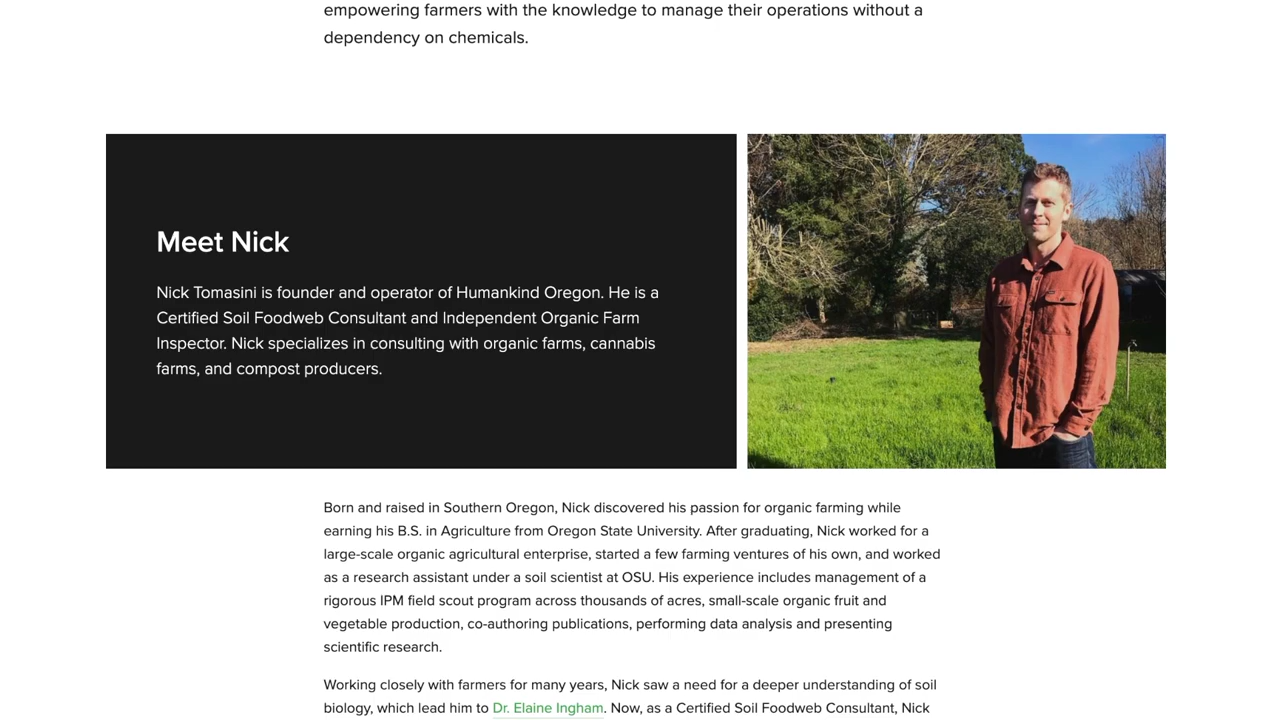 empowering farmers with the knowledge to manage their operations without a
dependency on chemicals.
Meet Nick
Nick Tomasini is founder and operator of Humankind Oregon. He is a
Certified Soil Foodweb Consultant and Independent Organic Farm
Inspector. Nick specializes in consulting with organic farms, cannabis
farms, and compost producers.
Born and raised in Southern Oregon, Nick discovered his passion for organic farming while
earning his B.S. in Agriculture from Oregon State University. After graduating, Nick worked for a
large-scale organic agricultural enterprise, started a few farming ventures of his own, and worked
as a research assistant under a soil scientist at OSU. His experience includes management of a
rigorous IPM field scout program across thousands of acres, small-scale organic fruit and
vegetable production, co-authoring publications, performing data analysis and presenting
scientific research.
Working closely with farmers for many years, Nick saw a need for a deeper understanding of soil
biology, which lead him to Dr. Elaine Ingham. Now, as a Certified Soil Foodweb Consultant, Nick